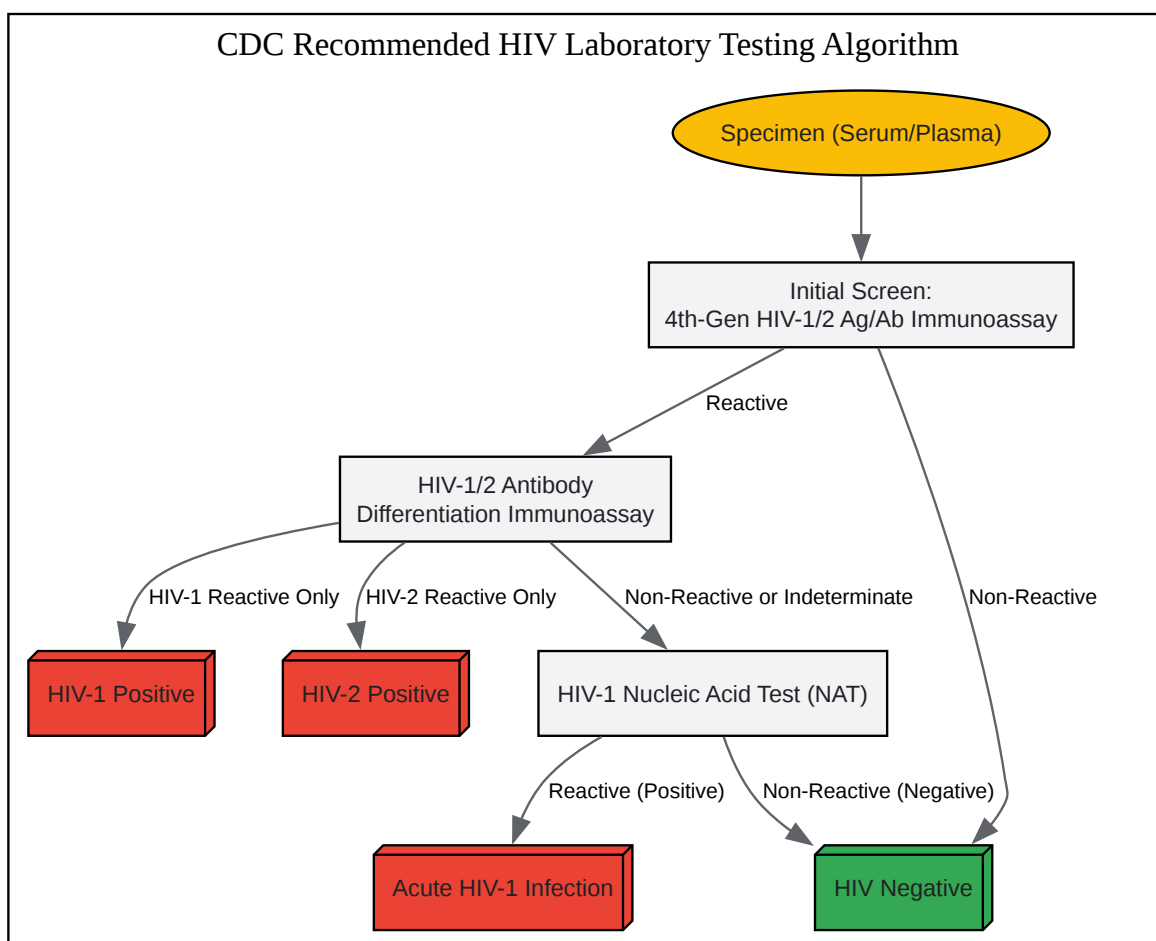 CDC Recommended HIV Laboratory Testing Algorithm
Specimen (Serum/Plasma)
Initial Screen:
4th-Gen HIV-1/2 Ag/Ab Immunoassay
Reactive
HIV-1/2 Antibody
Differentiation Immunoassay
HIV-1 Reactive Only
HIV-2 Reactive Only
Non-Reactive or Indeterminate
Non-Reactive
HIV-1 Positive
HIV-2 Positive
HIV-1 Nucleic Acid Test (NAT)
Reactive (Positive)
Non-Reactive (Negative)
Acute HIV-1 Infection
HIV Negative